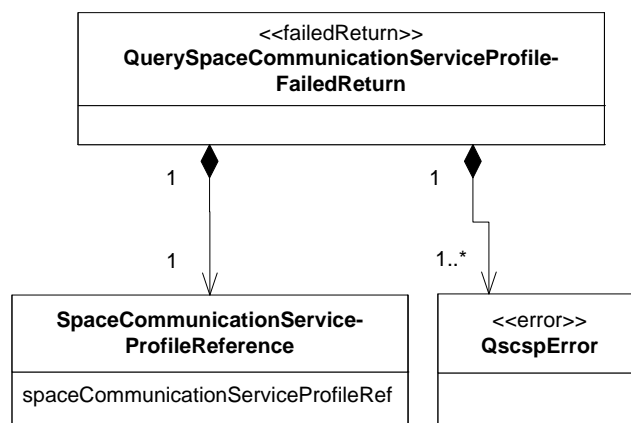 <<failedReturn>>
QuerySpaceCommunicationServiceProfile-
FailedReturn
1
1
1
1..*
SpaceCommunicationService-
ProfileReference
spaceCommunicationServiceProfileRef
<<error>>
QscspError